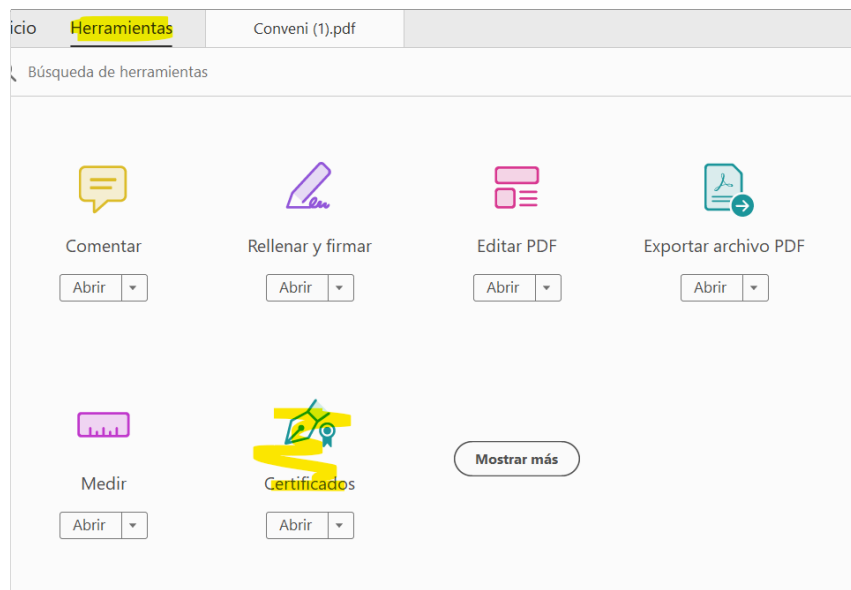 icio Herramientas Conveni (1).pdf
Búsqueda de herramientas
Comentar Rellenar y firmar Editar PDF Exportar archivo PDF
Abrir Abrir Abrir Abrir
Medir Certificados Mostrar más
Abrir Abrir